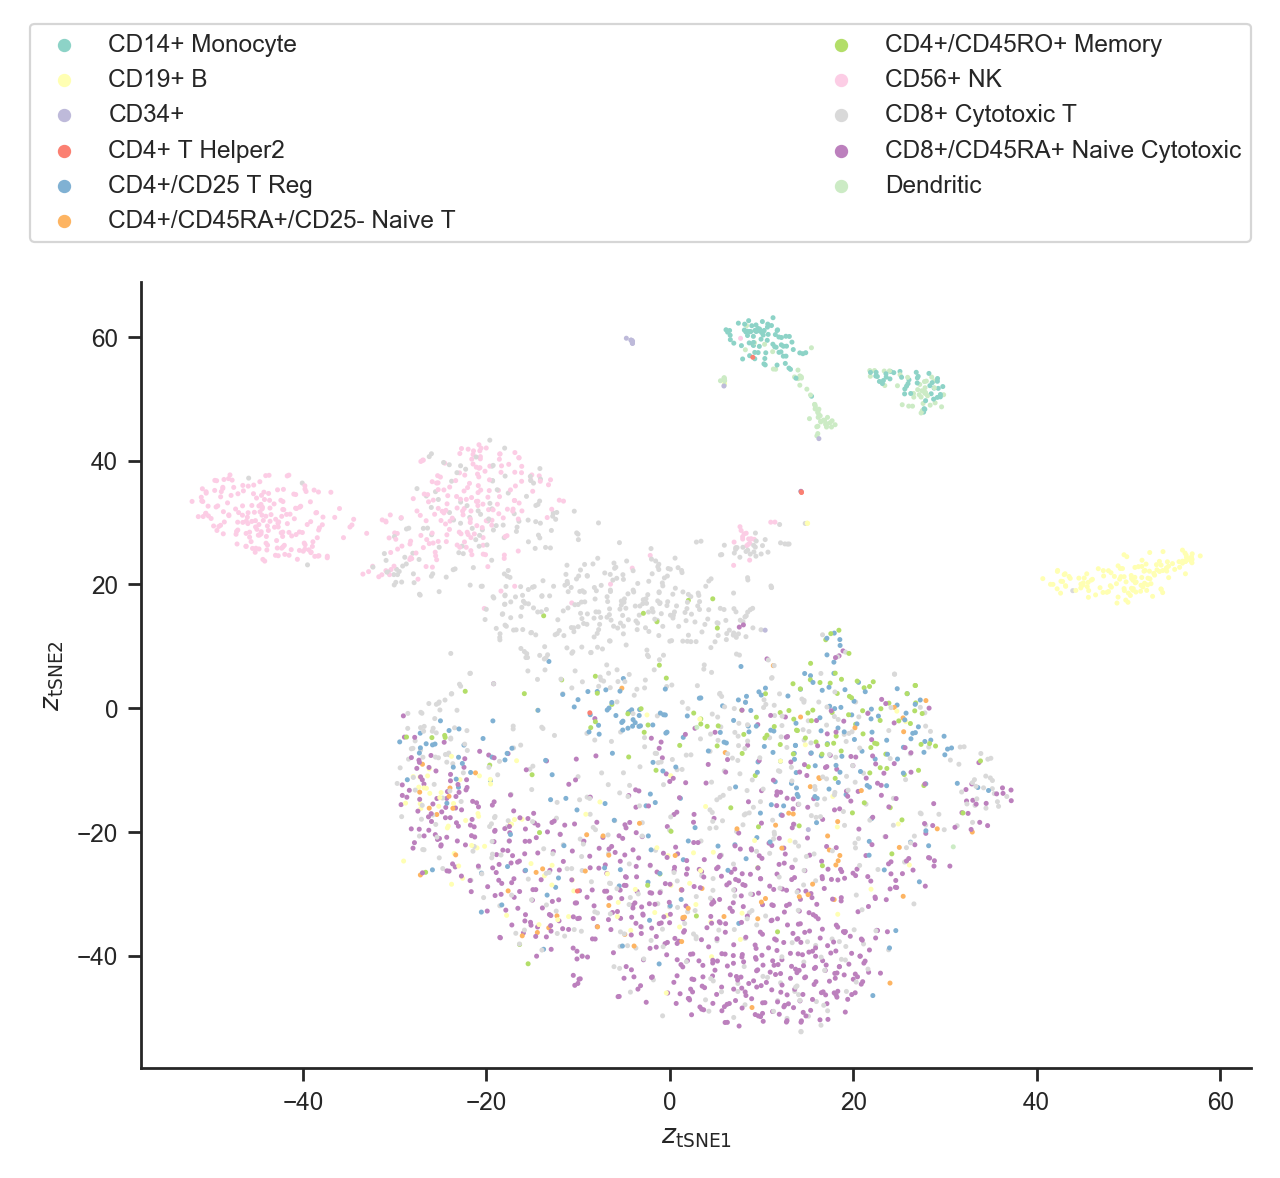 CD14+ Monocyte
CD19+ B
CD34+
CD4+ T Helper2
CD4+/CD25 T Reg
CD4+/CD45RA+/CD25- Naive T
CD4+/CD45RO+ Memory
CD56+ NK
CD8+ Cytotoxic T
CD8+/CD45RA+ Naive Cytotoxic
Dendritic
60
40
20
0
−20
−40
z_tSNE2
−40 −20 0 20 40 60
z_tSNE1